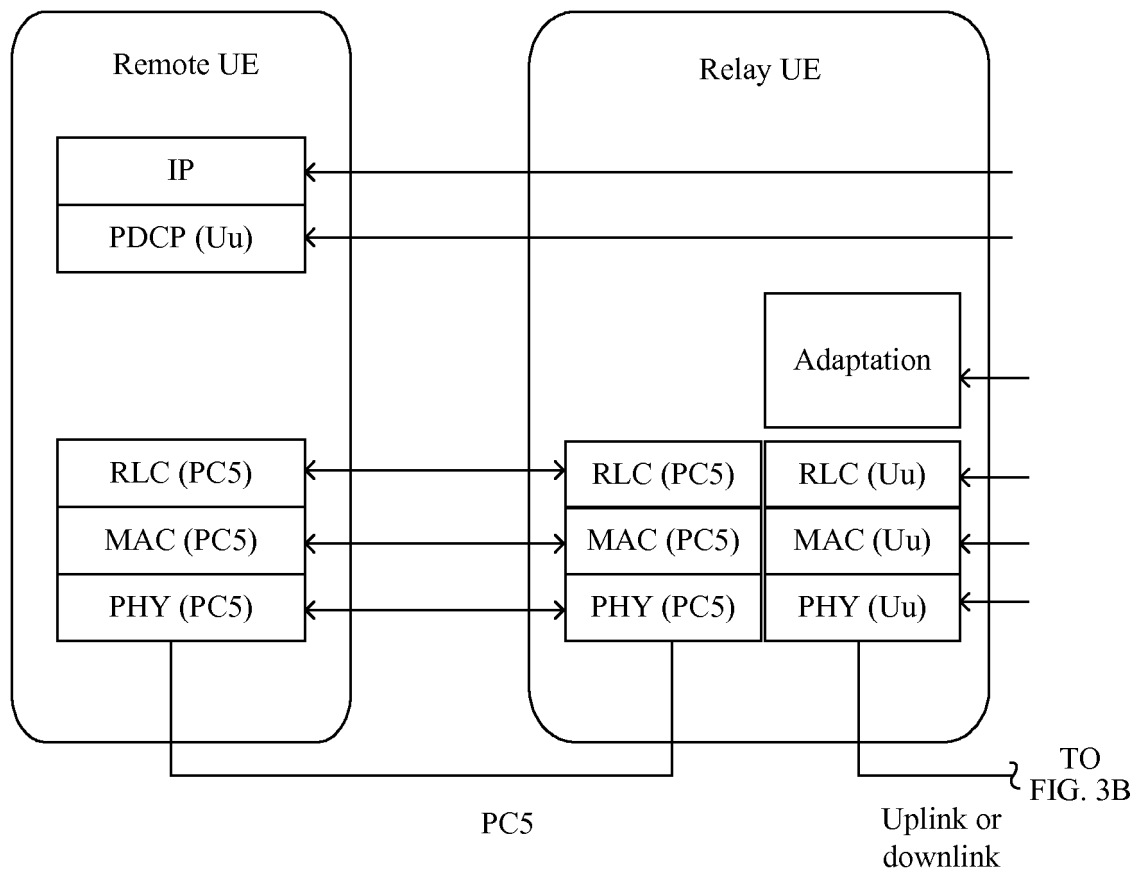 Remote UE
Relay UE
IP
PDCP (Uu)
Adaptation
RLC (PC5)
RLC (PC5)
RLC (Uu)
MAC (PC5)
MAC (PC5)
MAC (Uu)
PHY (PC5)
PHY (PC5)
PHY (Uu)
TO
FIG. 3B
PC5
Uplink or
downlink